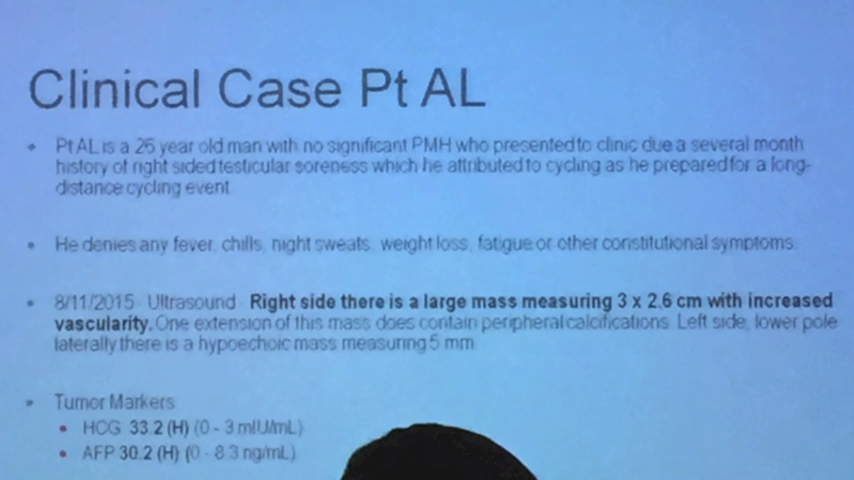 Clinical Case Pt AL
• Pt AL is a 26 year old man with no significant PMH who presented to clinic due a several month
history of right sided testicular soreness which he attributed to cycling as he prepared for a long-
distance cycling event
• He denies any fever, chills, night sweats, weight loss, fatigue or other constitutional symptoms.
• 8/11/2015 Ultrasound Right side there is a large mass measuring 3 x 2.6 cm with increased
vascularity. One extension of this mass does contain peripheral calcifications. Left side, lower pole
laterally there is a hypoechoic mass measuring 5 mm
• Tumor Markers
• HCG 33.2 (H) (0 - 3 mIU/mL)
• AFP 30.2 (H) (0 - 8.3 ng/mL)